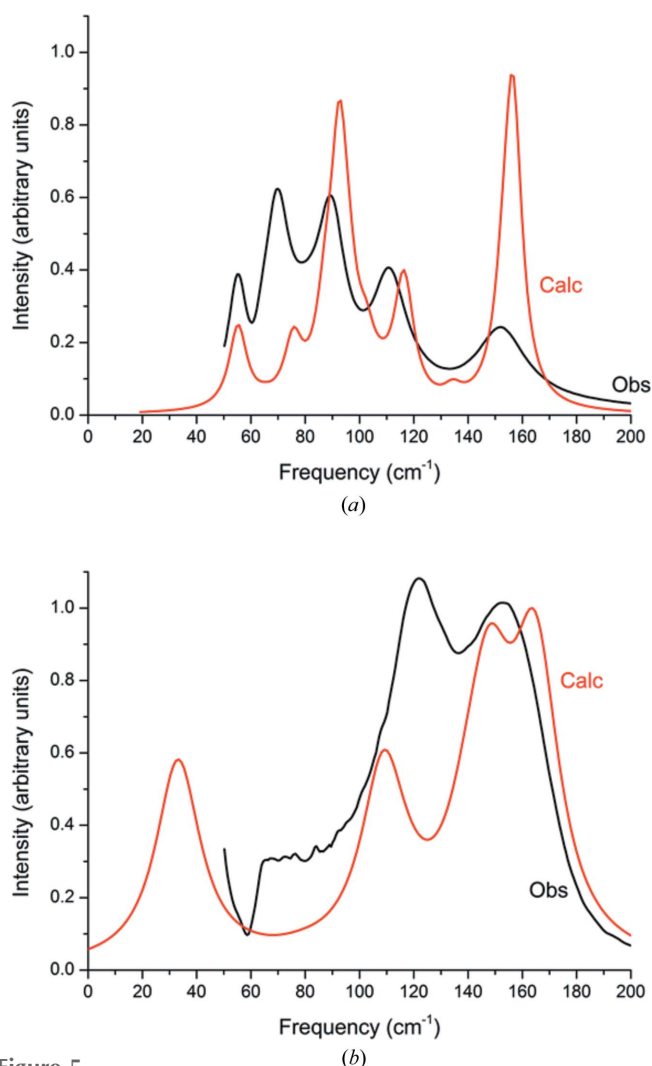 1.0
0.8
Intensity (arbitrary units)
0.6
0.4
Calc
0.2
Obs
0.0
0 20 40 60 80 100 120 140 160 180 200
Frequency (cm⁻¹)
(a)
1.0
0.8
Calc
Intensity (arbitrary units)
0.6
0.4
Obs
0.2
0.0
0 20 40 60 80 100 120 140 160 180 200
Frequency (cm⁻¹)
(b)
Figure 5